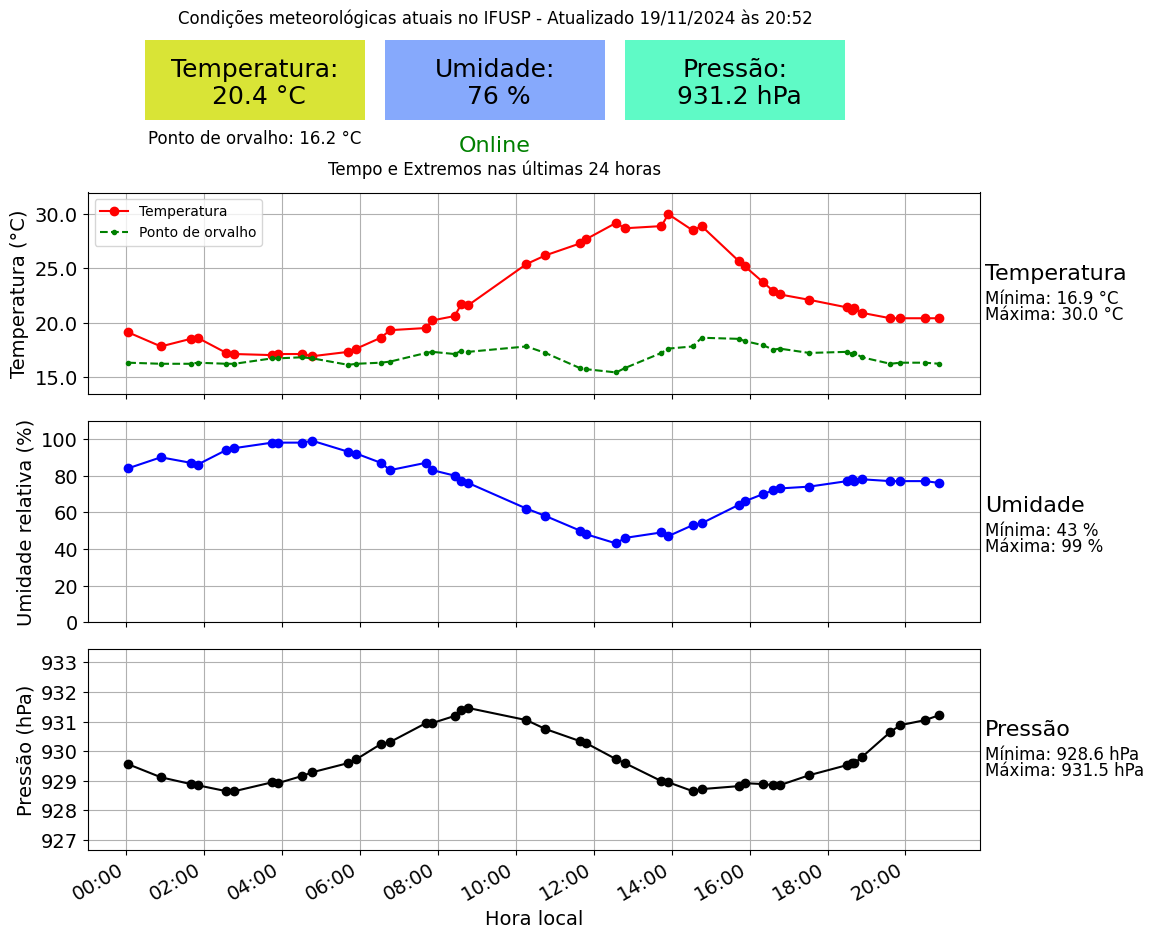 Condições meteorológicas atuais no IFUSP - Atualizado 19/11/2024 às 20:52
Temperatura:
20.4 °C
Umidade:
76 %
Pressão:
931.2 hPa
Ponto de orvalho: 16.2 °C
Online
Tempo e Extremos nas últimas 24 horas
Temperatura (°C)
30.0
25.0
20.0
15.0
Temperatura
Ponto de orvalho
Temperatura
Mínima: 16.9 °C
Máxima: 30.0 °C
Umidade relativa (%)
100
80
60
40
20
0
Umidade
Mínima: 43 %
Máxima: 99 %
Pressão (hPa)
933
932
931
930
929
928
927
Pressão
Mínima: 928.6 hPa
Máxima: 931.5 hPa
00:00
02:00
04:00
06:00
08:00
10:00
12:00
14:00
16:00
18:00
20:00
Hora local